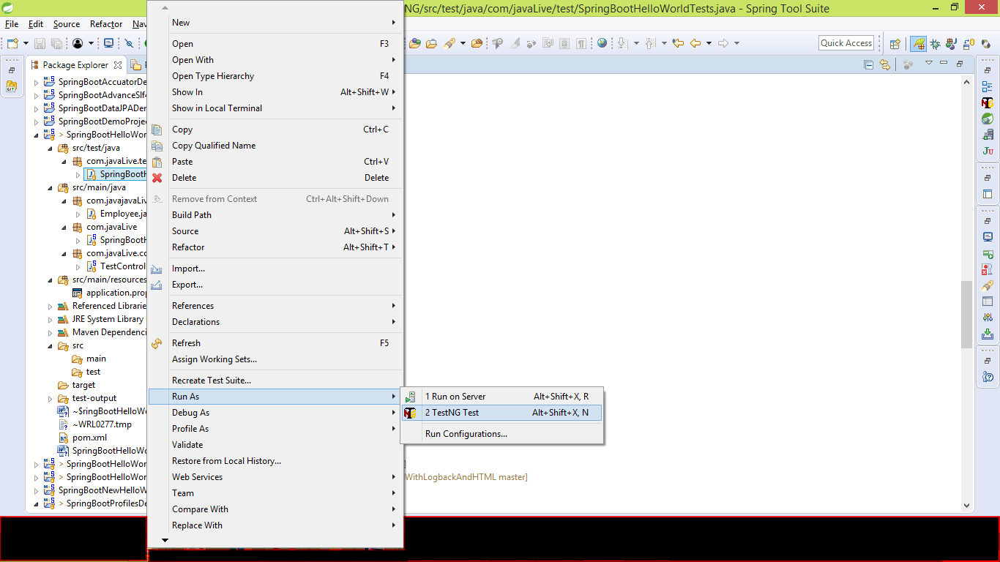 NG/src/test/java/com/javaLive/test/SpringBootHelloWorldTests.java - Spring Tool Suite
File Edit Source Refactor Nav
Quick Access
Package Explorer
SpringBootAccuatorDe
SpringBootAdvanceSlf4
SpringBootDataJPADer
SpringBootDemoProjec
> SpringBootHelloWor
src/test/java
com.javaLive.te
SpringBootH
src/main/java
com.javajavaLiv
Employee.ja
com.javaLive
SpringBootH
com.javaLive.co
TestControl
src/main/resources
application.prop
Referenced Librarie
JRE System Library
Maven Dependenci
src
main
test
target
test-output
~$ringBootHelloWo
~WRL0277.tmp
pom.xml
SpringBootHelloWo
> SpringBootHelloWor
> SpringBootHelloWor
SpringBootNewHelloW
> SpringBootProfilesDe
New
Open F3
Open With
Open Type Hierarchy F4
Show In Alt+Shift+W
Show in Local Terminal
Copy Ctrl+C
Copy Qualified Name
Paste Ctrl+V
Delete Delete
Remove from Context Ctrl+Alt+Shift+Down
Build Path
Source Alt+Shift+S
Refactor Alt+Shift+T
Import...
Export...
References
Declarations
Refresh F5
Assign Working Sets...
Recreate Test Suite...
Run As
Debug As
Profile As
Validate
Restore from Local History...
Web Services
Team
Compare With
Replace With
1 Run on Server Alt+Shift+X, R
2 TestNG Test Alt+Shift+X, N
Run Configurations...
]
WithLogbackAndHTML master]